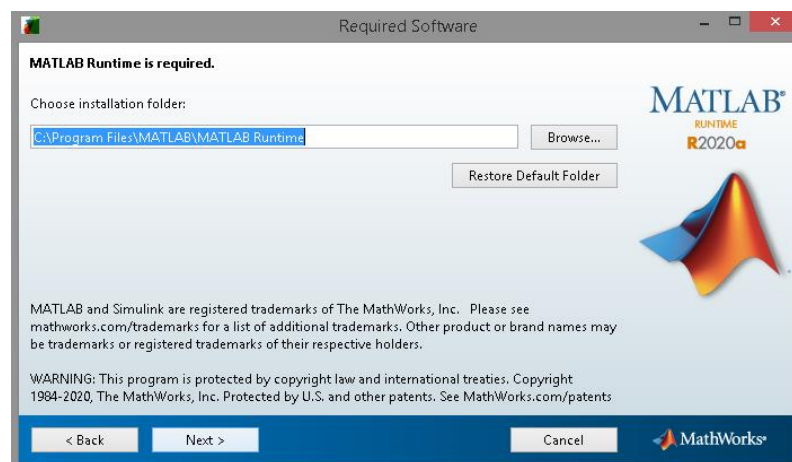 Required Software
MATLAB Runtime is required.
Choose installation folder:
C:\Program Files\MATLAB\MATLAB Runtime
Browse...
Restore Default Folder
MATLAB®
RUNTIME
R2020a
MATLAB and Simulink are registered trademarks of The MathWorks, Inc. Please see
mathworks.com/trademarks for a list of additional trademarks. Other product or brand names may
be trademarks or registered trademarks of their respective holders.
WARNING: This program is protected by copyright law and international treaties. Copyright
1984-2020, The MathWorks, Inc. Protected by U.S. and other patents. See MathWorks.com/patents
< Back
Next >
Cancel
MathWorks®